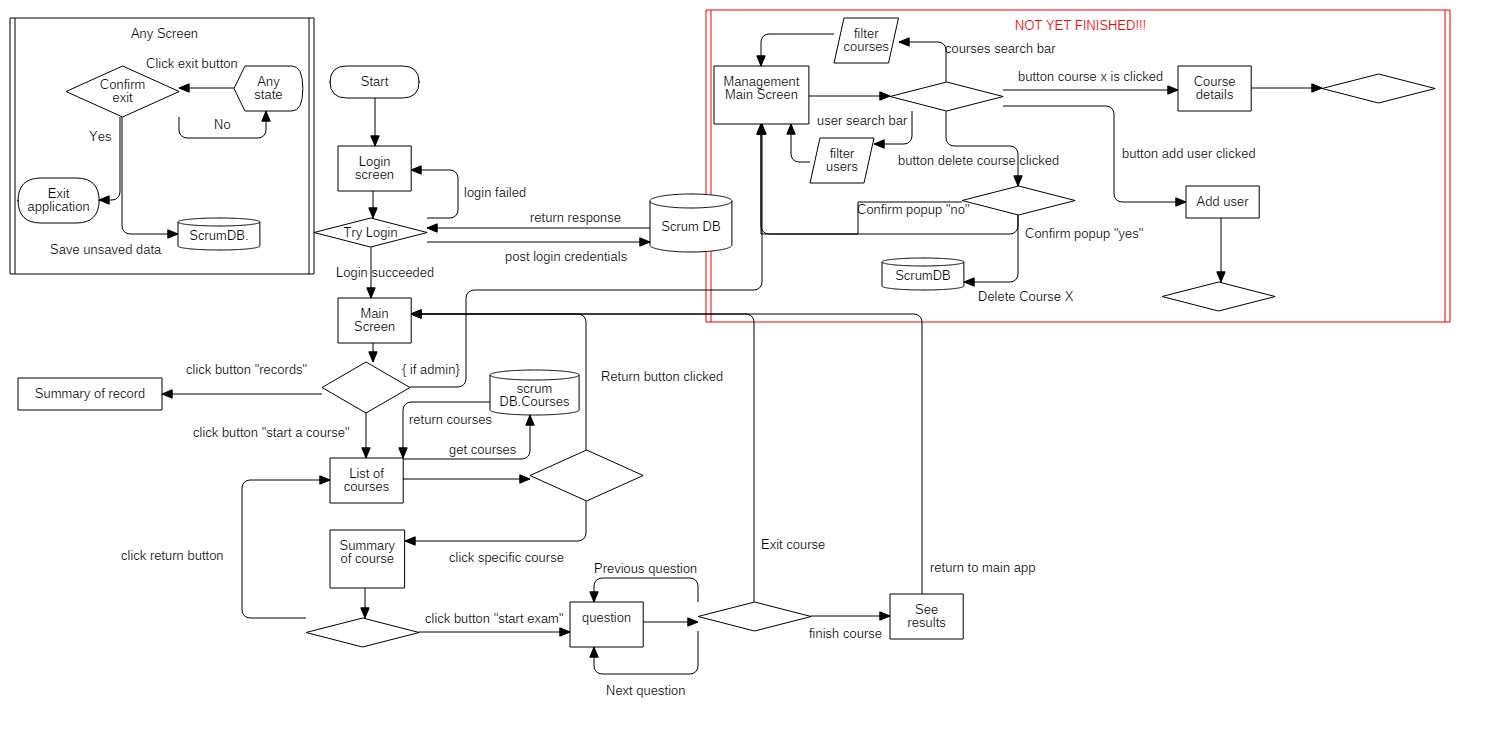 Any Screen
Click exit button
Confirm
exit
Any
state
No
Yes
Exit
application
ScrumDB.
Save unsaved data
Start
Login
screen
login failed
Try Login
return response
post login credentials
Scrum DB
Login succeeded
Main
Screen
NOT YET FINISHED!!!
filter
courses
courses search bar
Management
Main Screen
button course x is clicked
Course
details
user search bar
filter
users
button delete course clicked
button add user clicked
Add user
Confirm popup "no"
Confirm popup "yes"
ScrumDB
Delete Course X
click button "records"
{ if admin}
Summary of record
scrum
DB.Courses
Return button clicked
return courses
click button "start a course"
get courses
List of
courses
Summary
of course
click specific course
click return button
Exit course
Previous question
return to main app
click button "start exam"
question
See
results
finish course
Next question